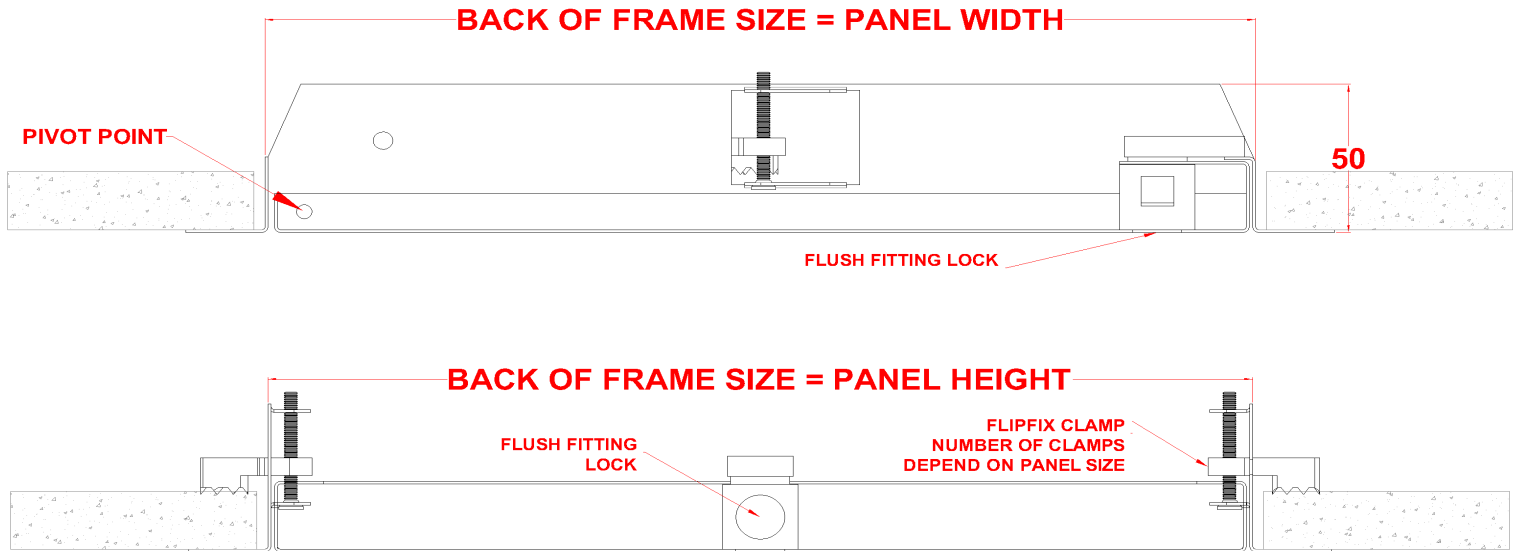 BACK OF FRAME SIZE = PANEL WIDTH
PIVOT POINT
50
FLUSH FITTING LOCK
BACK OF FRAME SIZE = PANEL HEIGHT
FLUSH FITTING
LOCK
FLIPFIX CLAMP
NUMBER OF CLAMPS
DEPEND ON PANEL SIZE